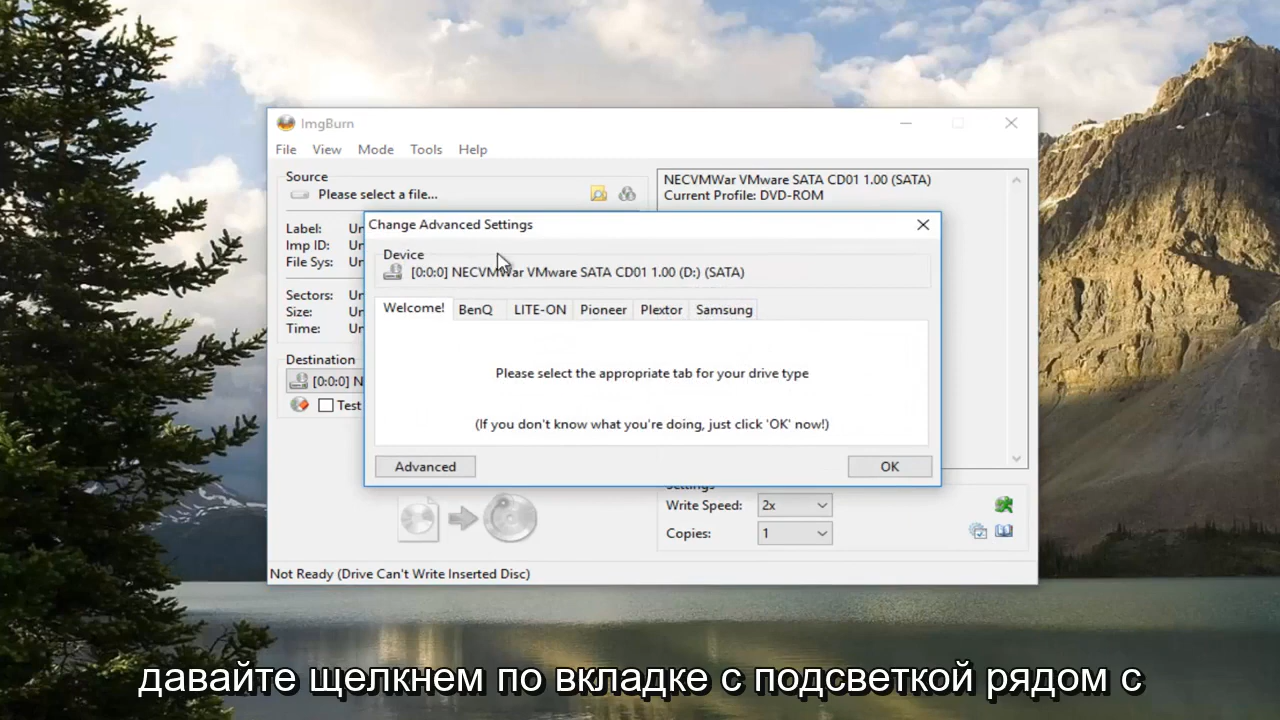 ImgBurn
File View Mode Tools Help
Source
Please select a file...
NECVMWar VMware SATA CD01 1.00 (SATA)
Current Profile: DVD-ROM
Change Advanced Settings
Label:
Imp ID:
File Sys:
Device
[0:0:0] NECVMWar VMware SATA CD01 1.00 (D:) (SATA)
Sectors:
Size:
Time:
Welcome! BenQ LITE-ON Pioneer Plextor Samsung
Please select the appropriate tab for your drive type
(If you don't know what you're doing, just click 'OK' now!)
Destination
[0:0:0] N
Test
Advanced OK
Settings
Write Speed: 2x
Copies: 1
Not Ready (Drive Can't Write Inserted Disc)
давайте щелкнем по вкладке с подсветкой рядом с